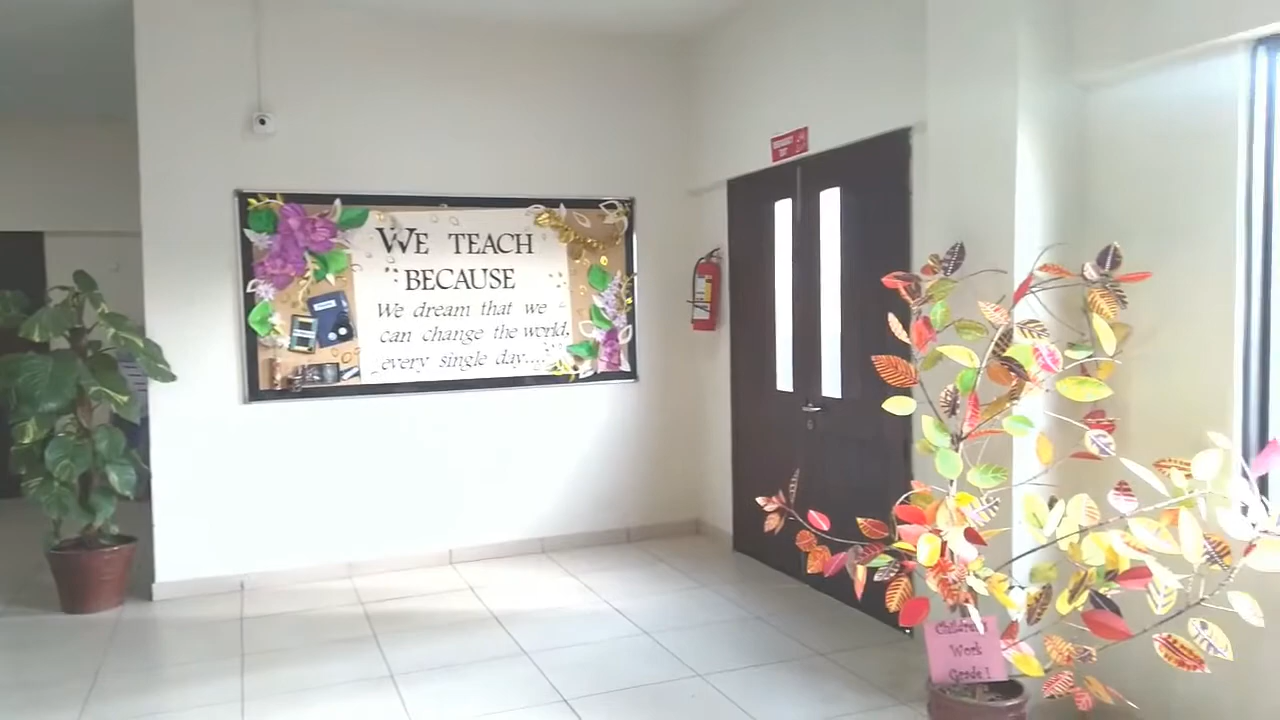 WE TEACH
BECAUSE
We dream that we
can change the world,
every single day....
Children
Work
Grade 1